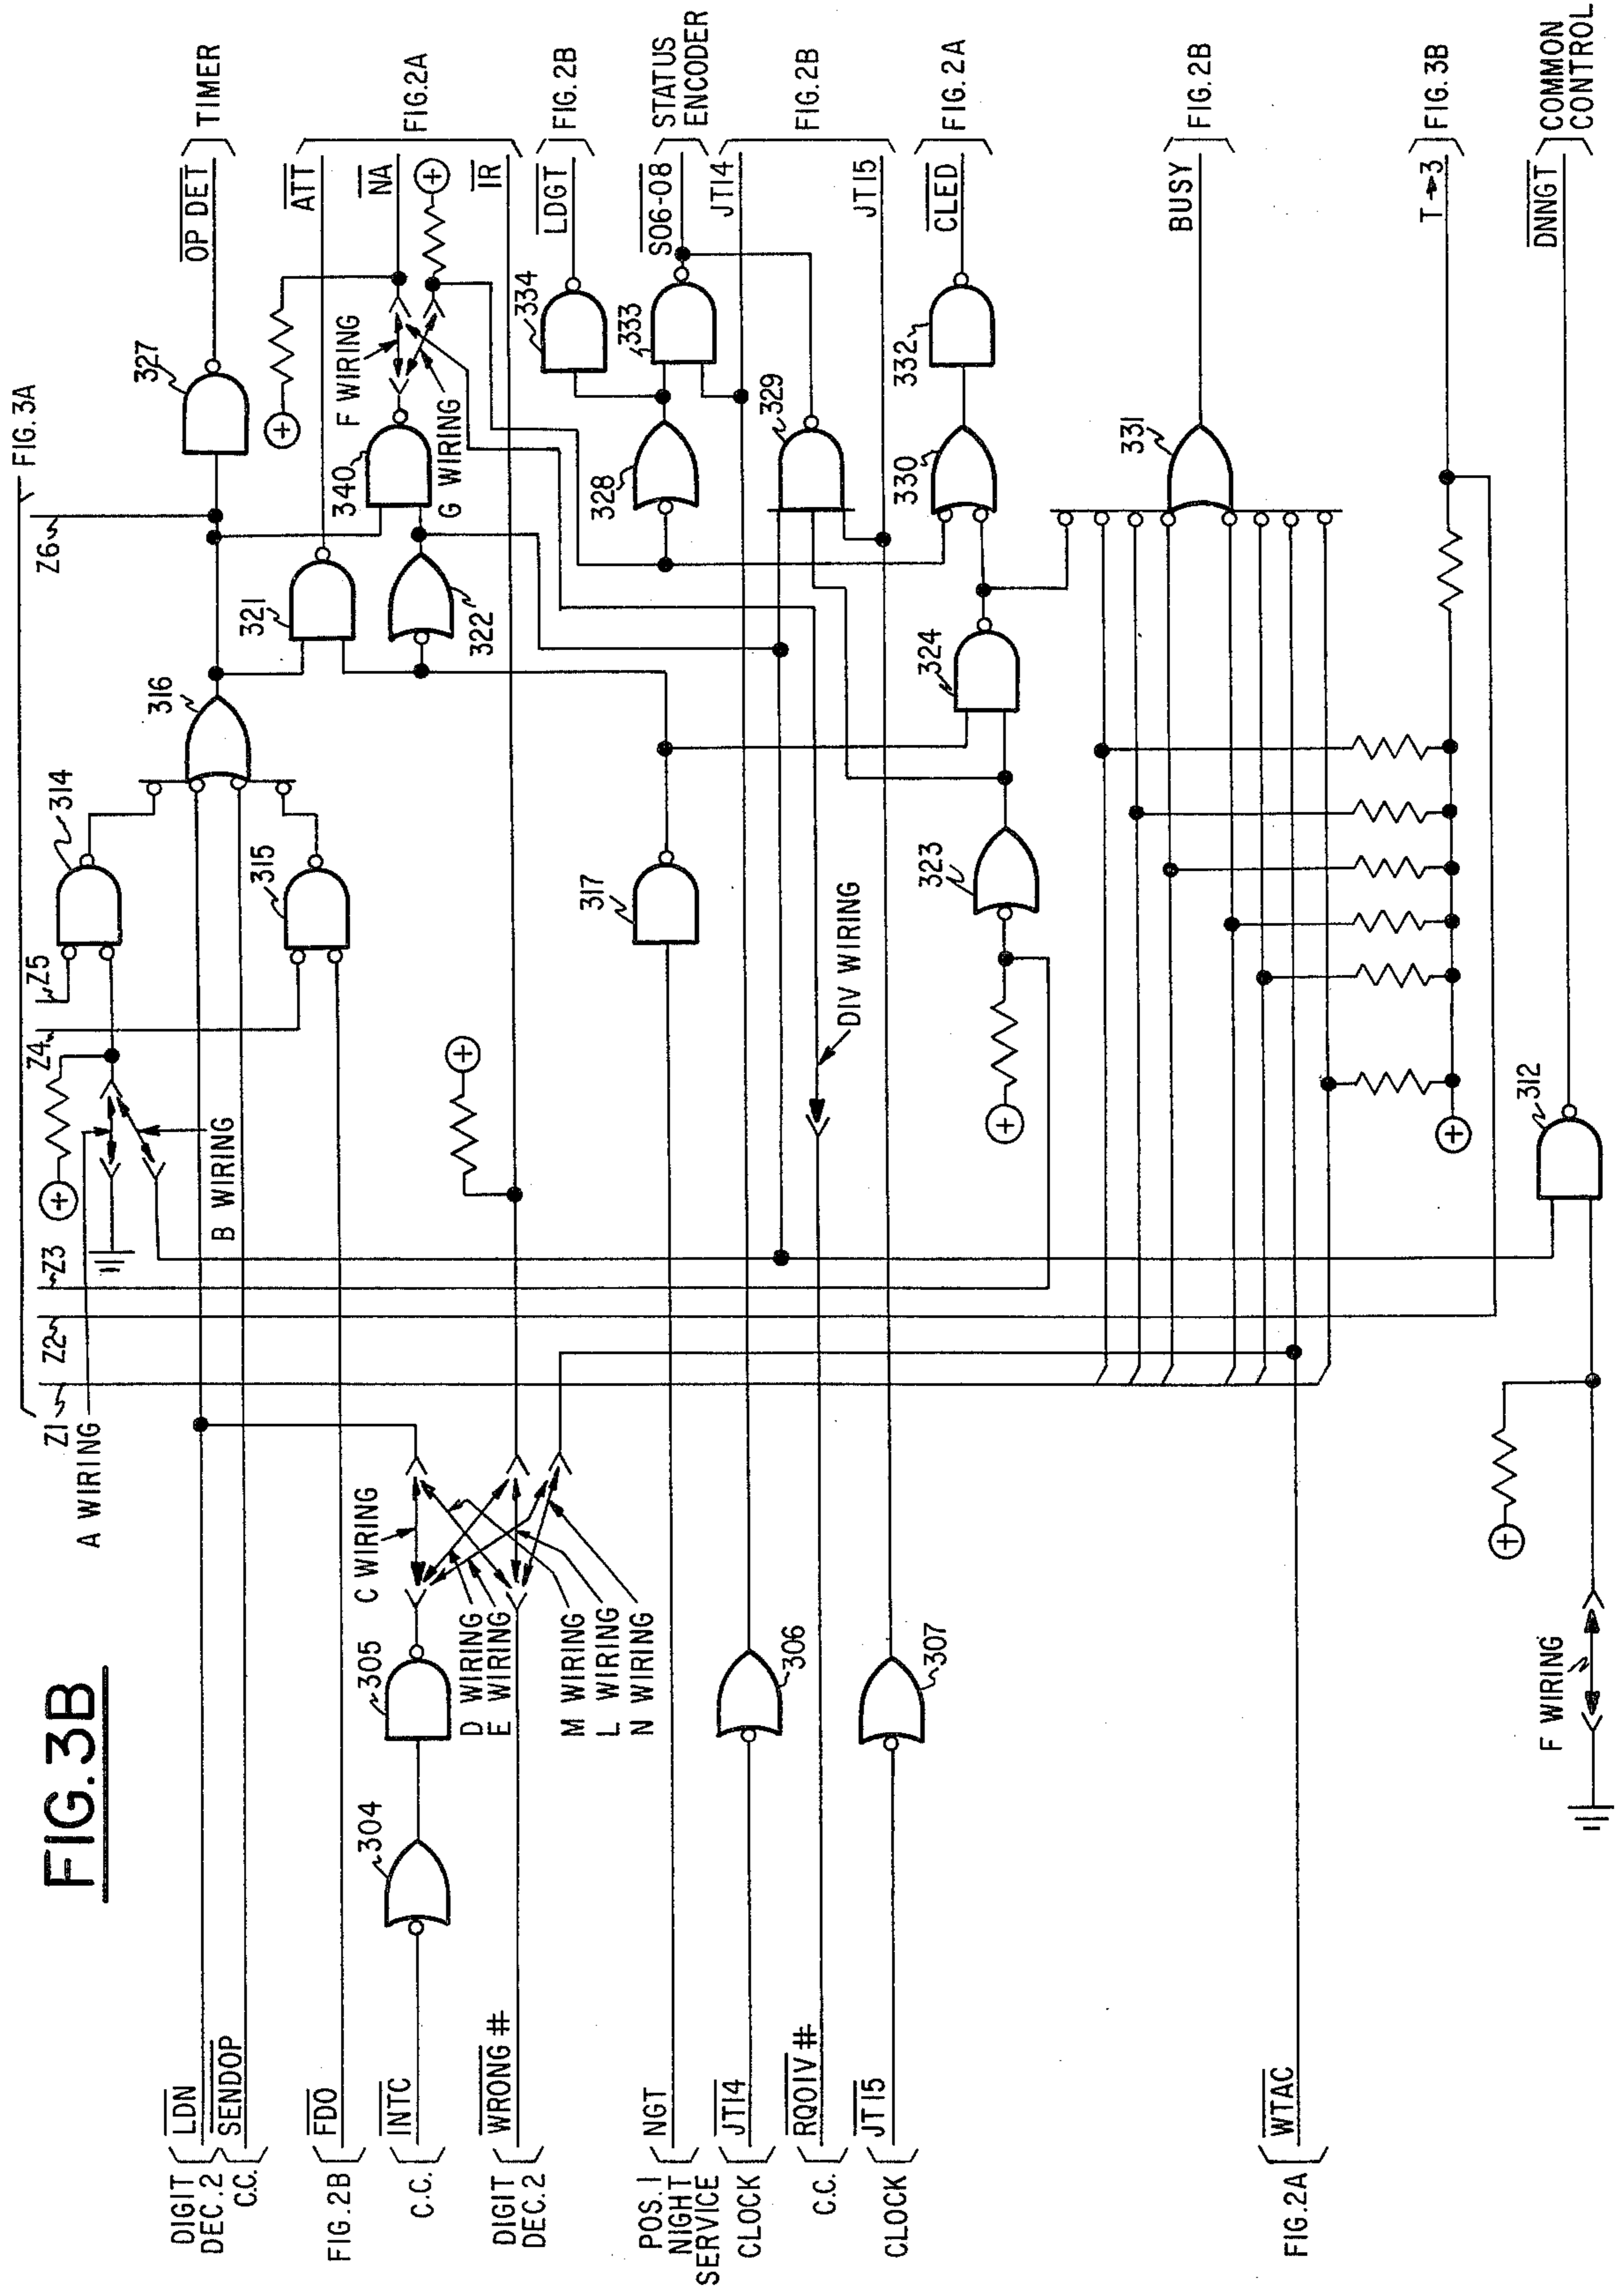 FIG. 3B
FIG. 3A
Z1
Z2
Z3
Z4
Z5
Z6
A WIRING
B WIRING
314
315
316
327
OP DET
TIMER
321
ATT
F WIRING
340
NA
FIG.2A
G WIRING
322
IR
LDN
DIGIT
DEC. 2
SENDOP
C.C.
FDO
FIG.2B
INTC
C.C.
304
305
C WIRING
D WIRING
E WIRING
M WIRING
L WIRING
N WIRING
WRONG #
DIGIT
DEC.2
334
LDGT
FIG.2B
333
S06-08
STATUS
ENCODER
328
317
NGT
POS. 1
NIGHT
SERVICE
JT14
CLOCK
306
JT14
FIG.2B
329
RQOIV #
C.C.
DIV WIRING
JT15
CLOCK
307
JT15
330
332
CLED
FIG.2A
324
323
331
BUSY
FIG.2B
WTAC
FIG.2A
T→3
FIG.3B
312
DNNGT
COMMON
CONTROL
F WIRING